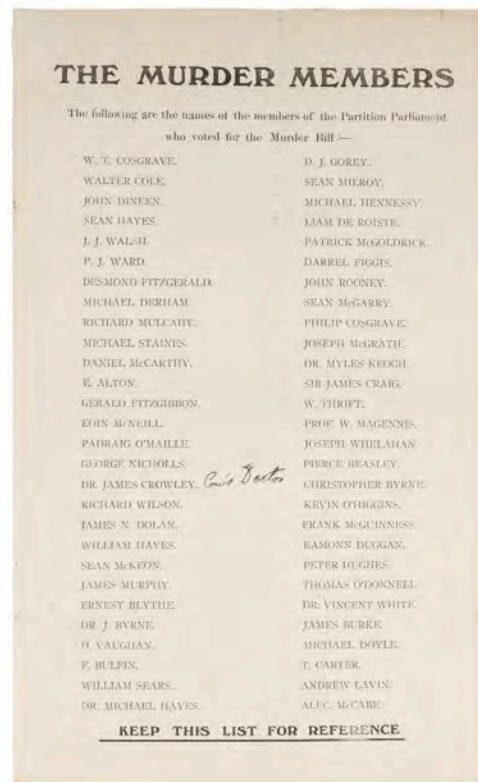 THE MURDER MEMBERS
The following are the names of the members of the Partition Parliament
who voted for the Murder Bill :—
W. T. COSGRAVE.
WALTER COLE.
JOHN DINEEN.
SEAN HAYES.
J. J. WALSH.
P. J. WARD.
DESMOND FITZGERALD.
MICHAEL DERHAM.
RICHARD MULCAHY.
MICHAEL STAINES.
DANIEL McCARTHY.
E. ALTON.
GERALD FITZGIBBON.
EOIN McNEILL.
PADRAIG O'MAILLE.
GEORGE NICHOLLS.
DR. JAMES CROWLEY.
RICHARD WILSON.
JAMES N. DOLAN.
WILLIAM HAYES.
SEAN McKEON.
JAMES MURPHY.
ERNEST BLYTHE.
DR. J. BYRNE.
D. VAUGHAN.
F. BULFIN.
WILLIAM SEARS.
DR. MICHAEL HAYES.
D. J. GOREY.
SEAN MILROY.
MICHAEL HENNESSY.
LIAM DE ROISTE.
PATRICK McGOLDRICK.
DARREL FIGGIS.
JOHN ROONEY.
SEAN McGARRY.
PHILIP COSGRAVE.
JOSEPH McGRATH.
DR. MYLES KEOGH.
SIR JAMES CRAIG.
W. THRIFT.
PROF. W. MAGENNIS.
JOSEPH WHELAHAN.
PIERCE BEASLEY.
CHRISTOPHER BYRNE.
KEVIN O'HIGGINS.
FRANK McGUINNESS.
EAMONN DUGGAN.
PETER HUGHES.
THOMAS O'DONNELL.
DR. VINCENT WHITE.
JAMES BURKE.
MICHAEL DOYLE.
T. CARTER.
ANDREW LAVIN.
ALEC. McCABE.
KEEP THIS LIST FOR REFERENCE